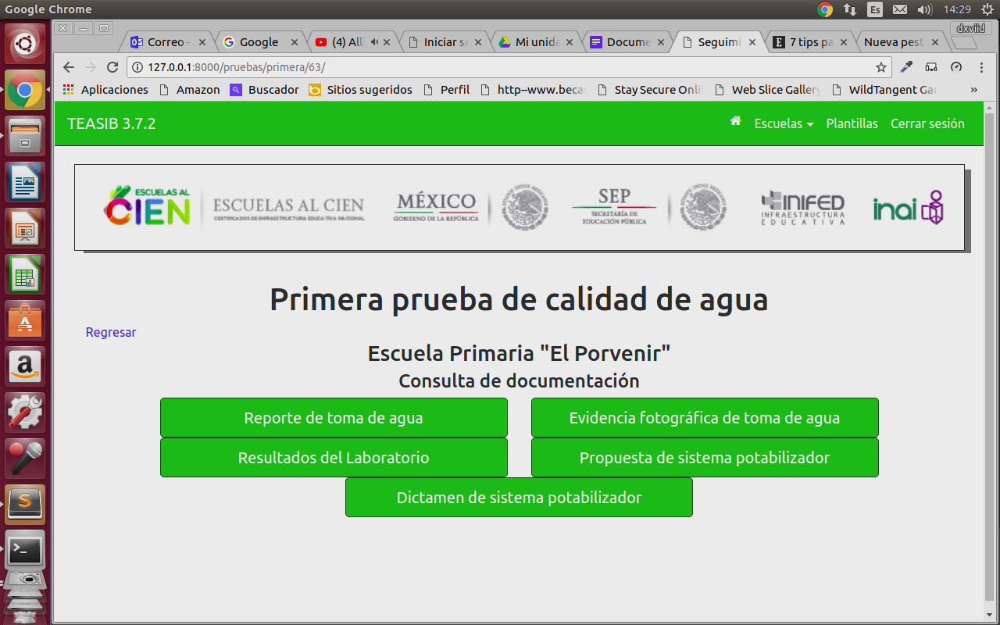 Google Chrome
Es
14:29
dxviid
Correo -
Google
(4) All
Iniciar se
Mi unida
Docume
Seguimi
7 tips pa
Nueva pest
127.0.0.1:8000/pruebas/primera/63/
Aplicaciones
Amazon
Buscador
Sitios sugeridos
Perfil
http--www.beca
Stay Secure Onli
Web Slice Gallery
WildTangent Gar
»
TEASIB 3.7.2
Escuelas
Plantillas
Cerrar sesión
ESCUELAS AL
CIEN
ESCUELAS AL CIEN
CERTIFICADOS DE INFRAESTRUCTURA EDUCATIVA NACIONAL
MÉXICO
GOBIERNO DE LA REPÚBLICA
SEP
SECRETARÍA DE
EDUCACIÓN PÚBLICA
INIFED
INFRAESTRUCTURA
EDUCATIVA
inai
Primera prueba de calidad de agua
Regresar
Escuela Primaria "El Porvenir"
Consulta de documentación
Reporte de toma de agua
Evidencia fotográfica de toma de agua
Resultados del Laboratorio
Propuesta de sistema potabilizador
Dictamen de sistema potabilizador